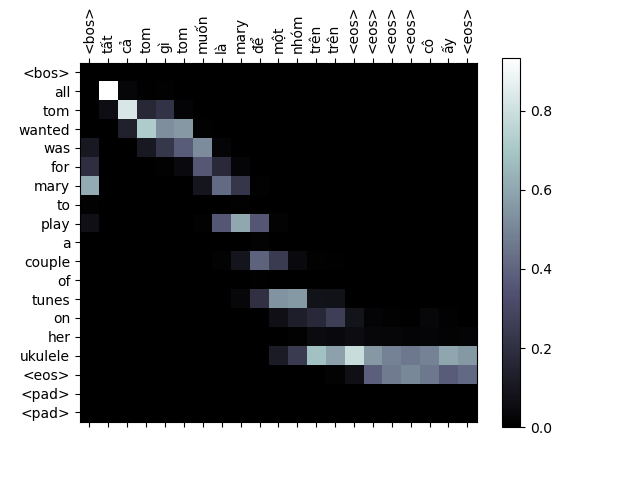 <bos> tất cả tom gì tom muốn là mary để một nhóm trên trên <eos> <eos> <eos> <eos> cô ấy <eos>
<bos>
all
tom
wanted
was
for
mary
to
play
a
couple
of
tunes
on
her
ukulele
<eos>
<pad>
<pad>
0.8
0.6
0.4
0.2
0.0